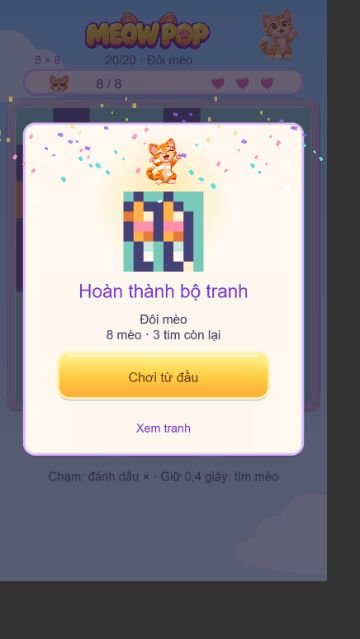 MEOW POP
8 × 8
20/20 · Đôi mèo
8 / 8
Hoàn thành bộ tranh
Đôi mèo
8 mèo · 3 tim còn lại
Chơi từ đầu
Xem tranh
Chạm: đánh dấu × · Giữ 0,4 giây: tìm mèo